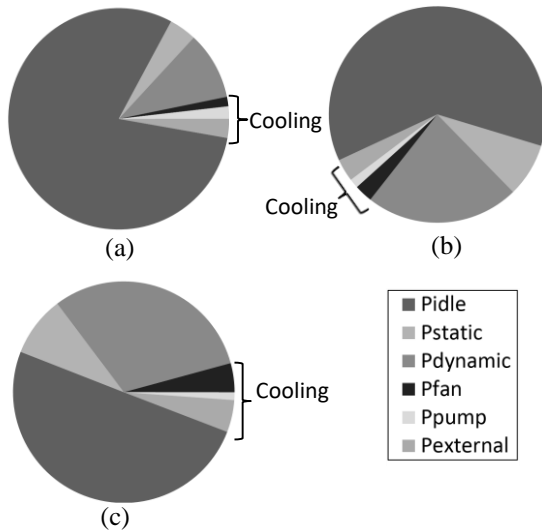 Cooling
(a)
Cooling
(b)
Cooling
(c)
Pidle
Pstatic
Pdynamic
Pfan
Ppump
Pexternal